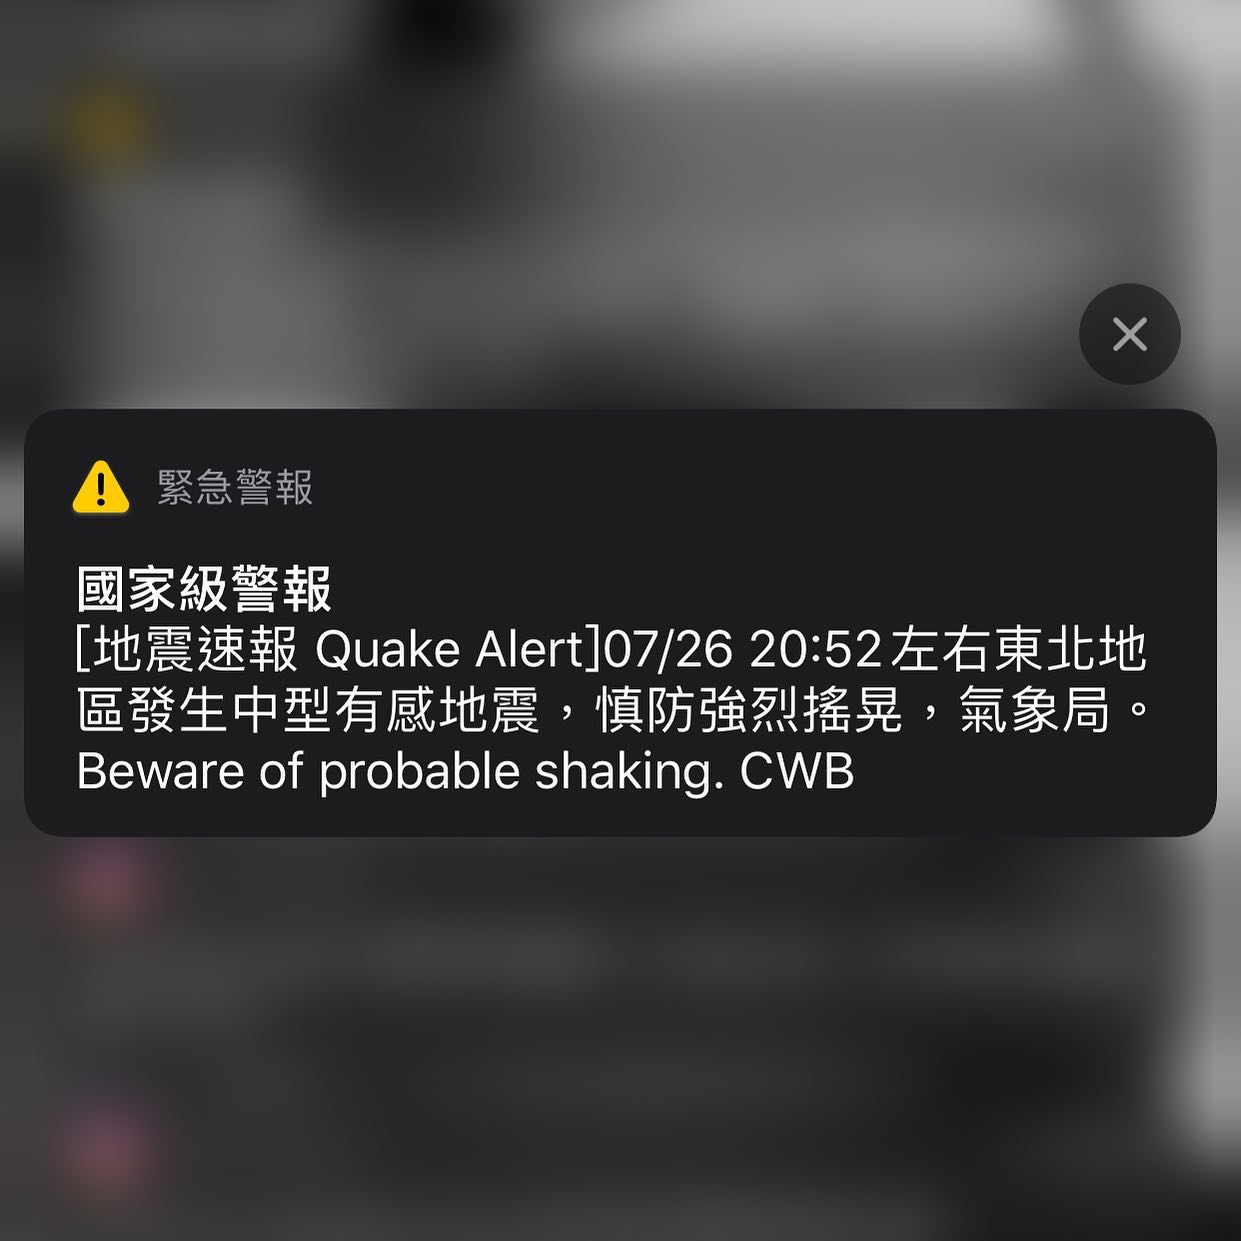 緊急警報
國家級警報
[地震速報 Quake Alert]07/26 20:52左右東北地
區發生中型有感地震，慎防強烈搖晃，氣象局。
Beware of probable shaking. CWB